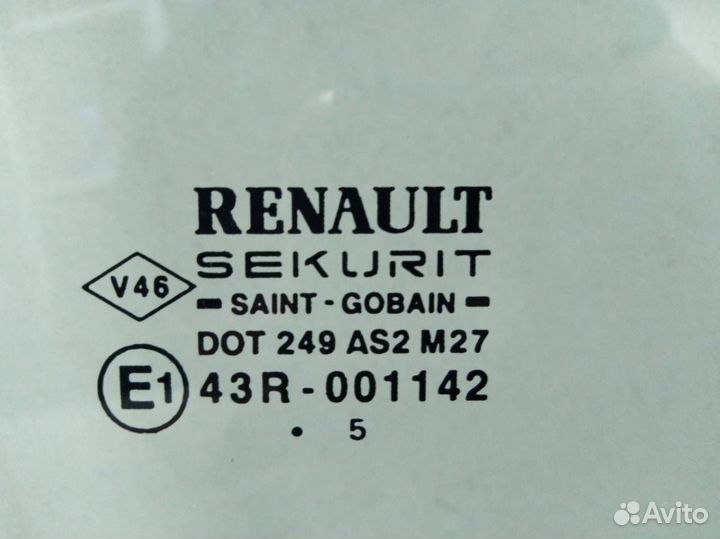 RENAULT
SEKURIT
V46
SAINT-GOBAIN
DOT 249 AS2 M27
E1 43R-001142
. 5
Avito